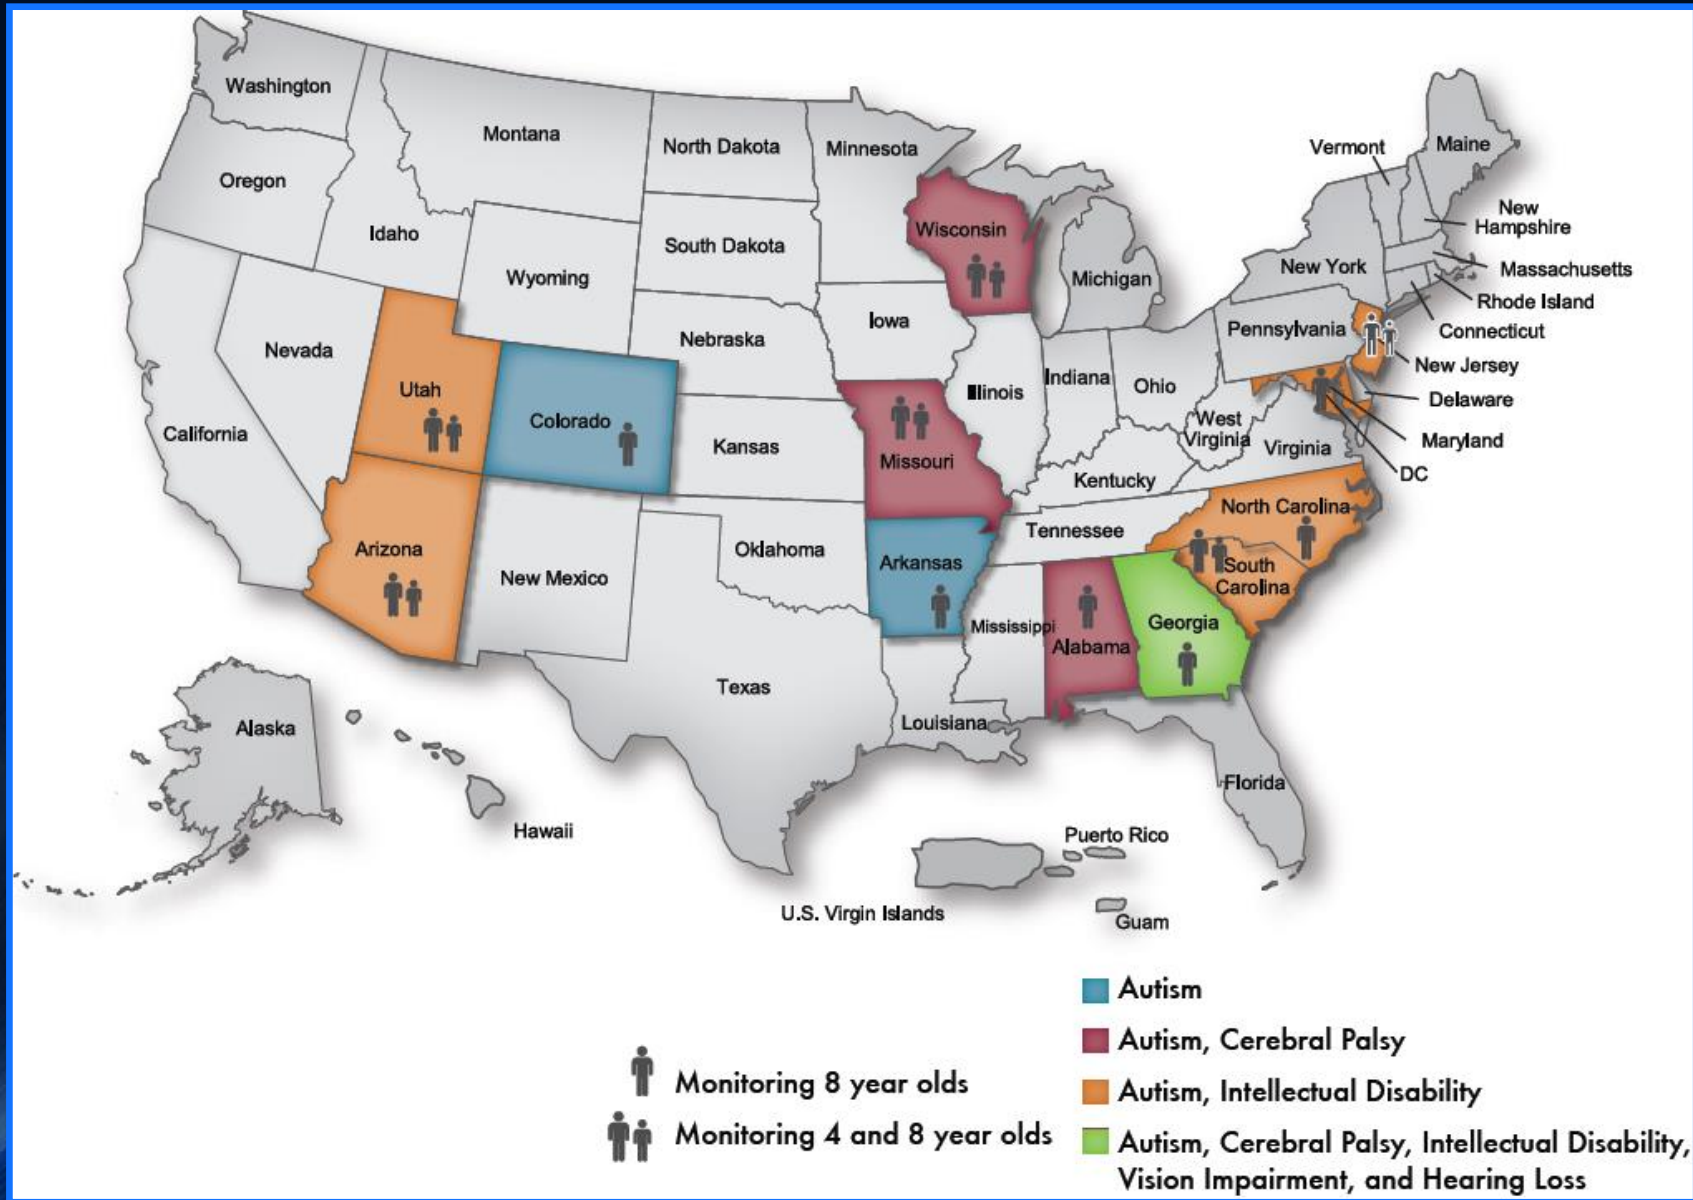 Washington
Montana
North Dakota
Minnesota
Vermont
Maine
Oregon
Idaho
Wisconsin
New
Hampshire
South Dakota
Wyoming
Michigan
New York
Massachusetts
Rhode Island
Iowa
Nebraska
Pennsylvania
Connecticut
Nevada
New Jersey
Utah
Colorado
Illinois
Indiana
Ohio
Delaware
California
Kansas
Missouri
West
Virginia
Virginia
Maryland
Kentucky
DC
North Carolina
Tennessee
Arizona
Oklahoma
Arkansas
New Mexico
South
Carolina
Mississippi
Alabama
Georgia
Texas
Louisiana
Alaska
Florida
Hawaii
Puerto Rico
U.S. Virgin Islands
Guam
Monitoring 8 year olds
Monitoring 4 and 8 year olds
Autism
Autism, Cerebral Palsy
Autism, Intellectual Disability
Autism, Cerebral Palsy, Intellectual Disability,
Vision Impairment, and Hearing Loss